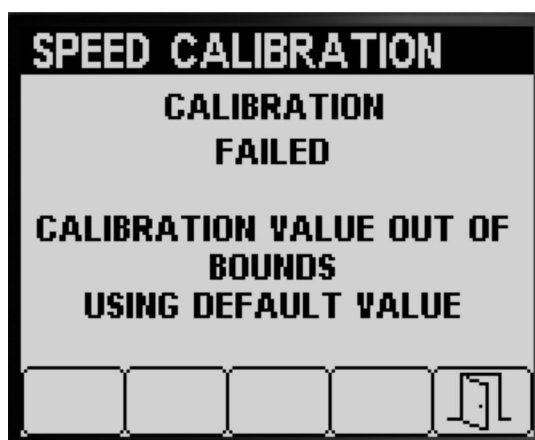 SPEED CALIBRATION
CALIBRATION
FAILED
CALIBRATION VALUE OUT OF
BOUNDS
USING DEFAULT VALUE